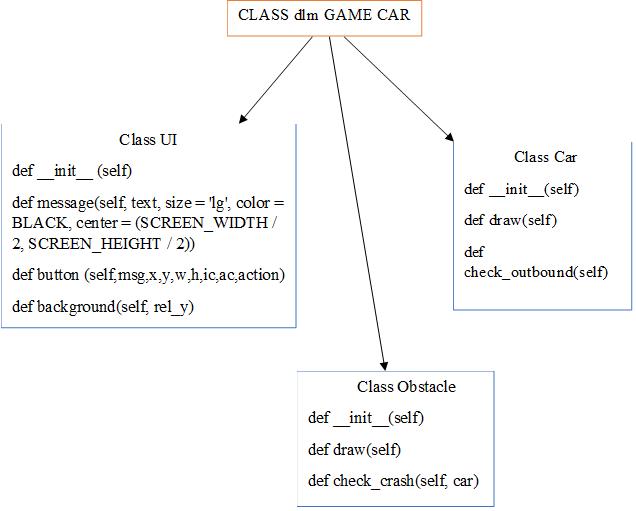 CLASS dlm GAME CAR
Class UI
def __init__ (self)
def message(self, text, size = 'lg', color =
BLACK, center = (SCREEN_WIDTH /
2, SCREEN_HEIGHT / 2))
def button (self,msg,x,y,w,h,ic,ac,action)
def background(self, rel_y)
Class Car
def __init__(self)
def draw(self)
def
check_outbound(self)
Class Obstacle
def __init__(self)
def draw(self)
def check_crash(self, car)